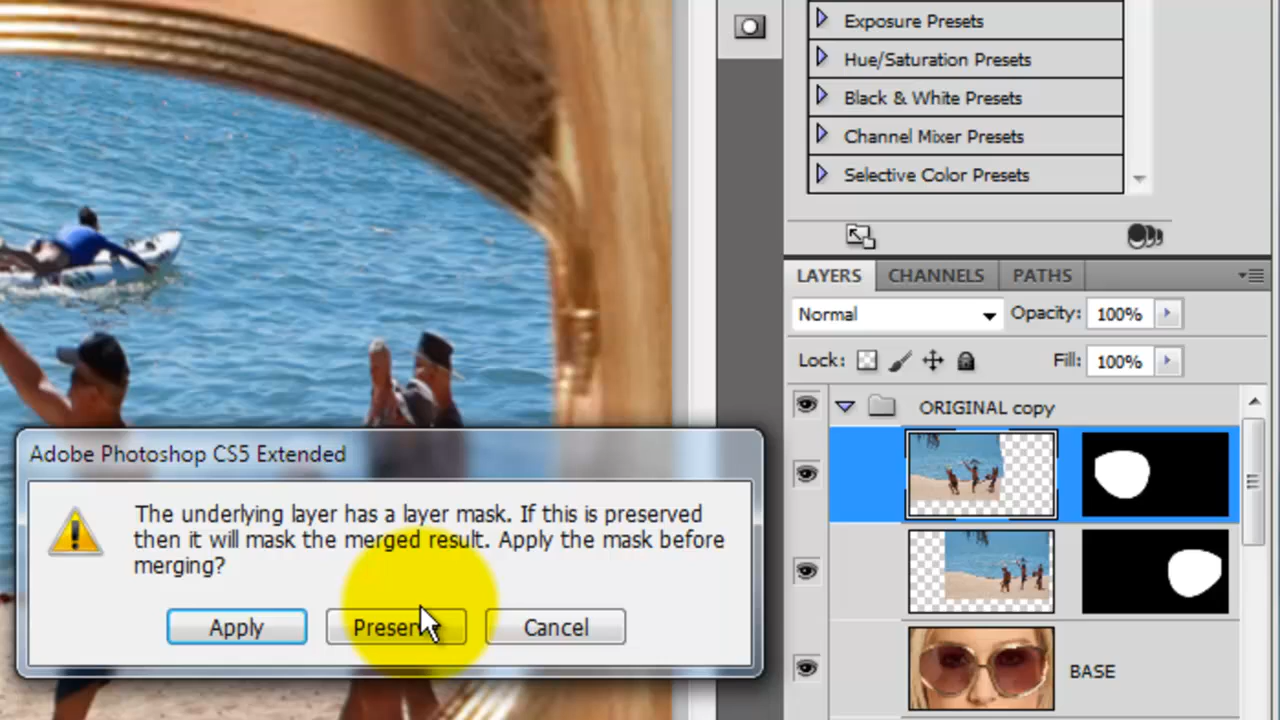 Exposure Presets
Hue/Saturation Presets
Black & White Presets
Channel Mixer Presets
Selective Color Presets
LAYERS CHANNELS PATHS
Normal Opacity: 100%
Lock: Fill: 100%
ORIGINAL copy
BASE
Adobe Photoshop CS5 Extended
The underlying layer has a layer mask. If this is preserved
then it will mask the merged result. Apply the mask before
merging?
Apply Preserve Cancel